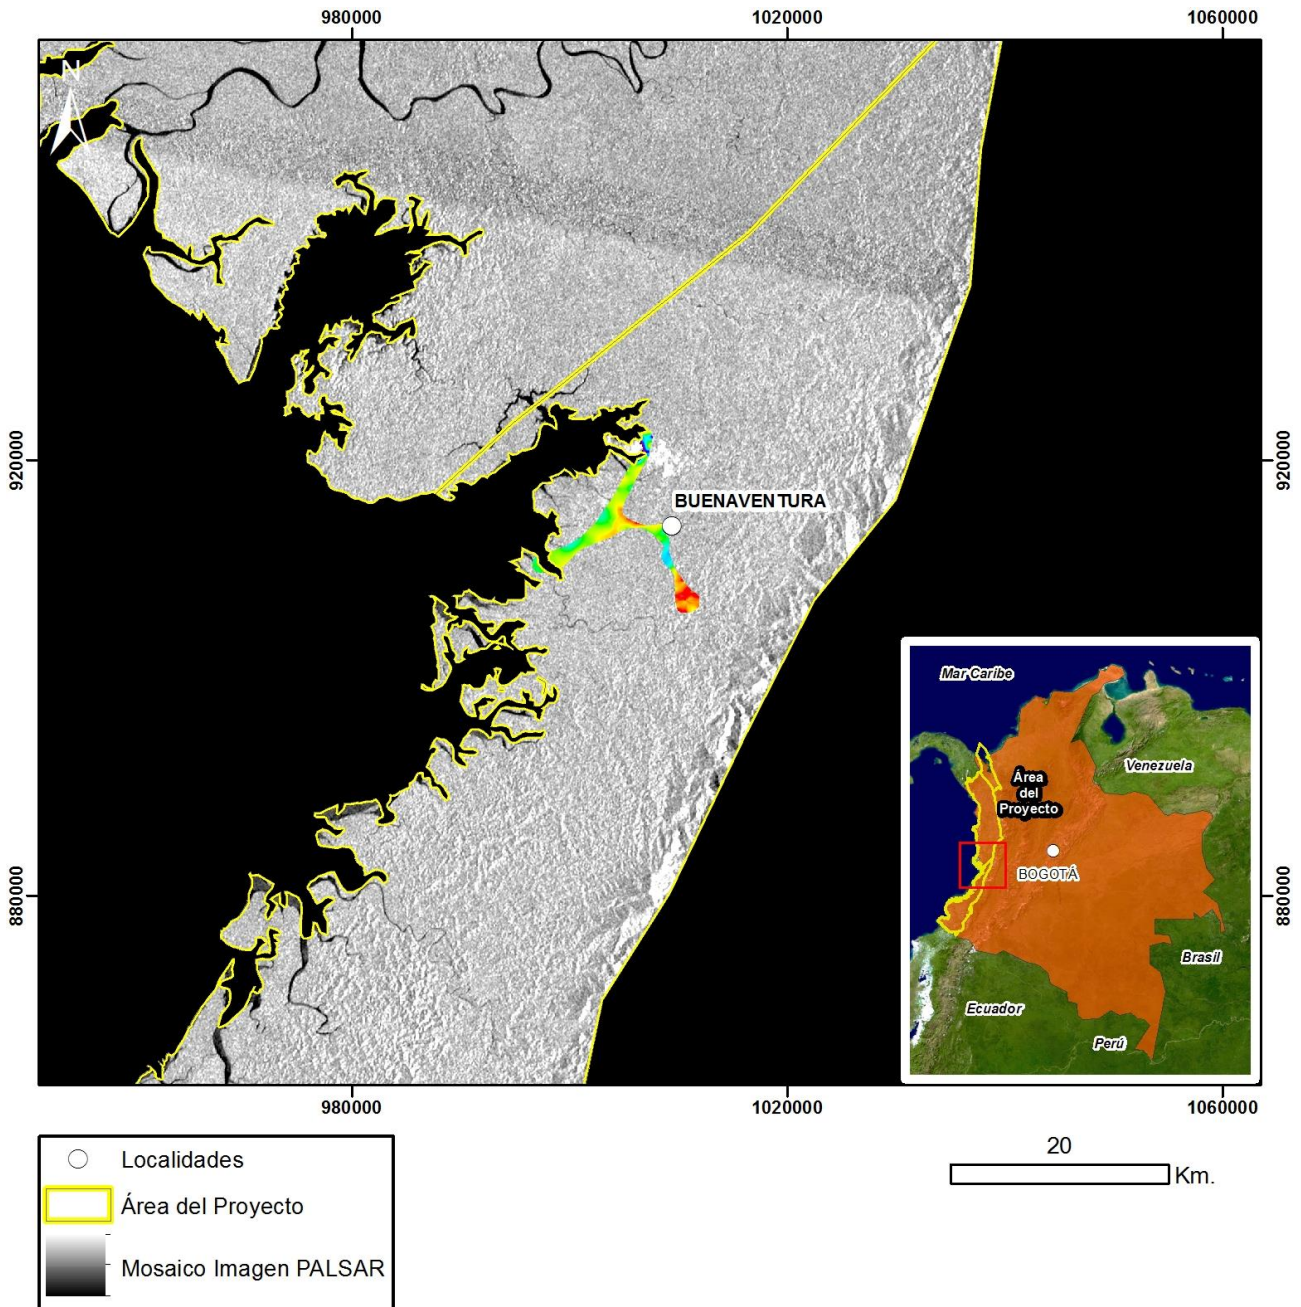 980000
1020000
1060000
N
920000
920000
BUENAVENTURA
Mar Caribe
Venezuela
Área
del
Proyecto
BOGOTÁ
880000
880000
Brasil
Ecuador
Perú
980000
1020000
1060000
Localidades
Área del Proyecto
Mosaico Imagen PALSAR
20
Km.